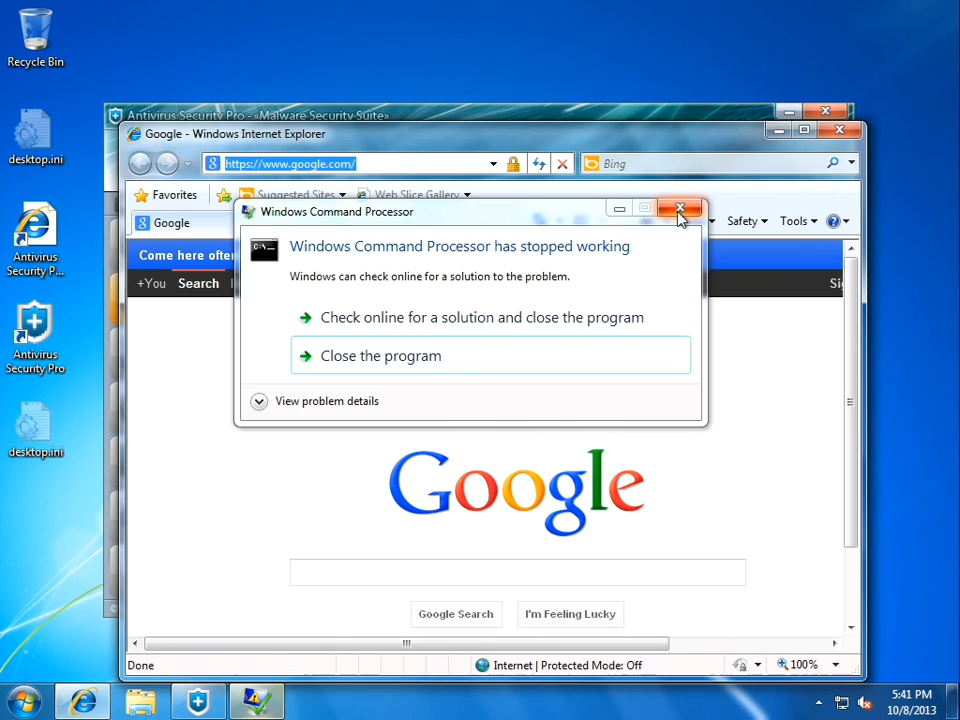 Recycle Bin
desktop.ini
Antivirus
Security P...
Antivirus
Security Pro
desktop.ini
Antivirus Security Pro - «Malware Security Suite»
Google - Windows Internet Explorer
https://www.google.com/
Bing
Favorites
Suggested Sites
Web Slice Gallery
Google
Safety
Tools
Come here ofte
+You
Search
Si
Windows Command Processor
C:\_
Windows Command Processor has stopped working
Windows can check online for a solution to the problem.
Check online for a solution and close the program
Close the program
View problem details
Google
Google Search
I'm Feeling Lucky
Done
Internet | Protected Mode: Off
100%
5:41 PM
10/8/2013